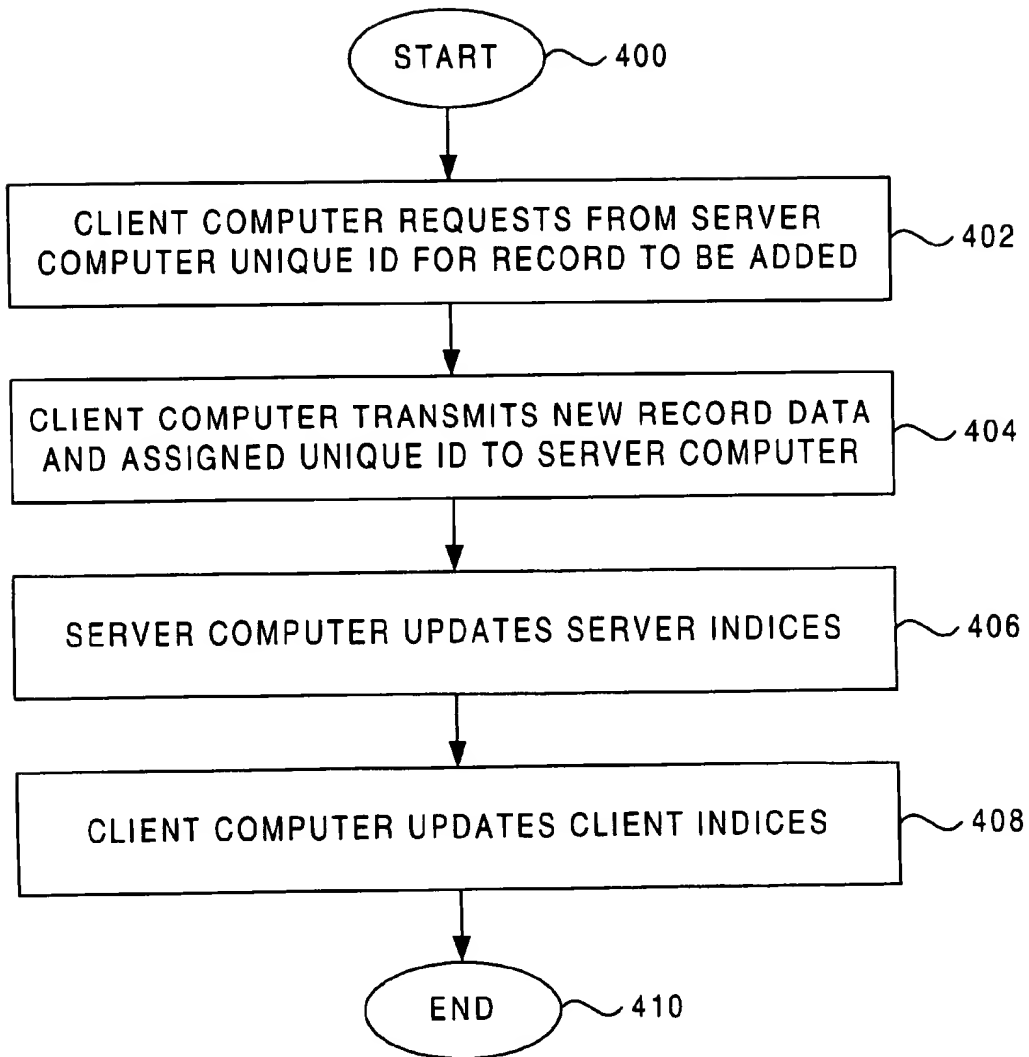 START
400
CLIENT COMPUTER REQUESTS FROM SERVER
COMPUTER UNIQUE ID FOR RECORD TO BE ADDED
402
CLIENT COMPUTER TRANSMITS NEW RECORD DATA
AND ASSIGNED UNIQUE ID TO SERVER COMPUTER
404
SERVER COMPUTER UPDATES SERVER INDICES
406
CLIENT COMPUTER UPDATES CLIENT INDICES
408
END
410